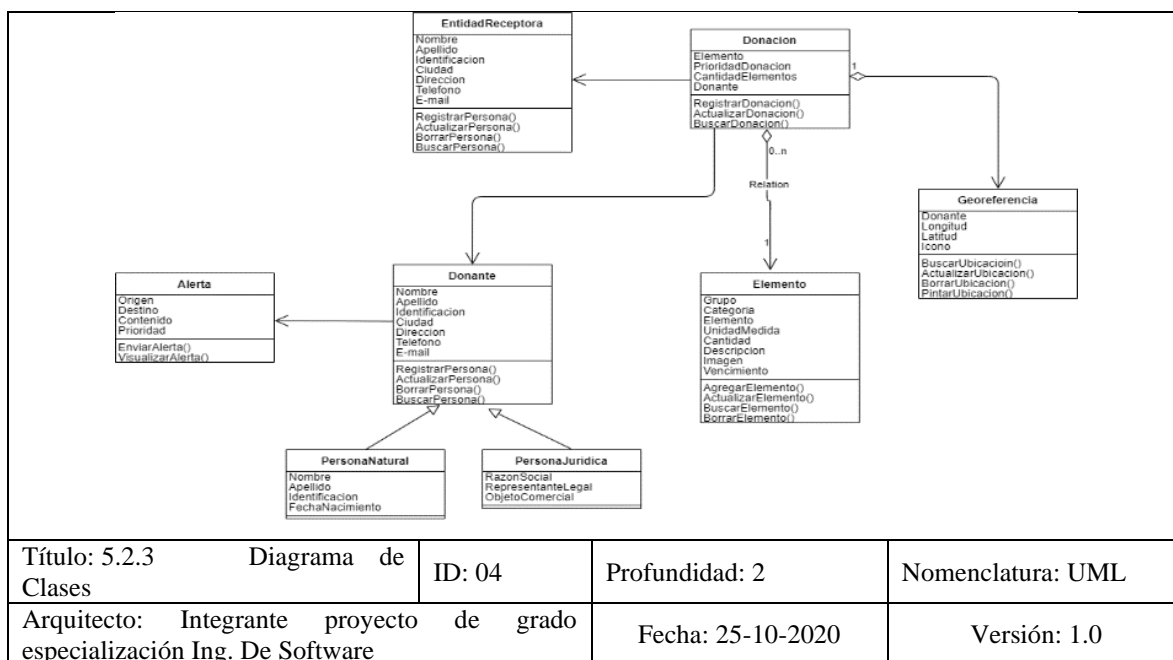 EntidadReceptora
Nombre
Apellido
Identificacion
Ciudad
Direccion
Telefono
E-mail
RegistrarPersona()
ActualizarPersona()
BorrarPersona()
BuscarPersona()
Donacion
Elemento
PrioridadDonacion
CantidadElementos
Donante
RegistrarDonacion()
ActualizarDonacion()
BuscarDonacion()
1
0..n
Relation
1
Georeferencia
Donante
Longitud
Latitud
Icono
BuscarUbicacioin()
ActualizarUbicacion()
BorrarUbicacion()
PintarUbicacion()
Alerta
Origen
Destino
Contenido
Prioridad
EnviarAlerta()
VisualizarAlerta()
Donante
Nombre
Apellido
Identificacion
Ciudad
Direccion
Telefono
E-mail
RegistrarPersona()
ActualizarPersona()
BorrarPersona()
BuscarPersona()
Elemento
Grupo
Categoria
Elemento
UnidadMedida
Cantidad
Descripcion
Imagen
Vencimiento
AgregarElemento()
ActualizarElemento()
BuscarElemento()
BorrarElemento()
PersonaNatural
Nombre
Apellido
Identificacion
FechaNacimiento
PersonaJuridica
RazonSocial
RepresentanteLegal
ObjetoComercial
Título: 5.2.3 Diagrama de
Clases
ID: 04
Profundidad: 2
Nomenclatura: UML
Arquitecto: Integrante proyecto de grado
especialización Ing. De Software
Fecha: 25-10-2020
Versión: 1.0